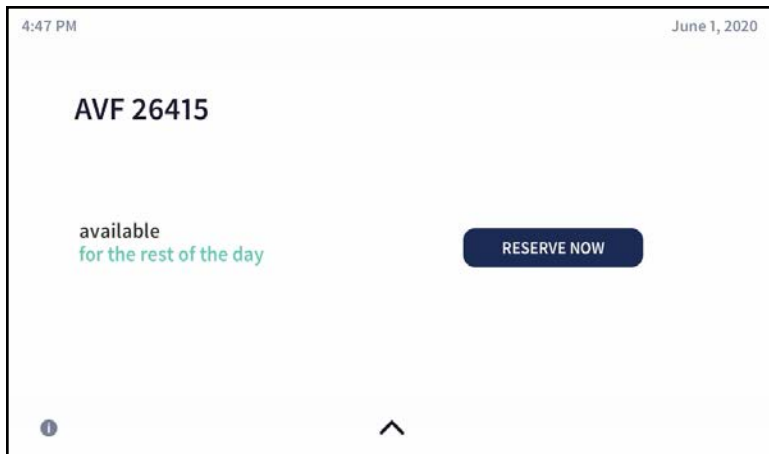 4:47 PM
June 1, 2020
AVF 26415
available
for the rest of the day
RESERVE NOW
i